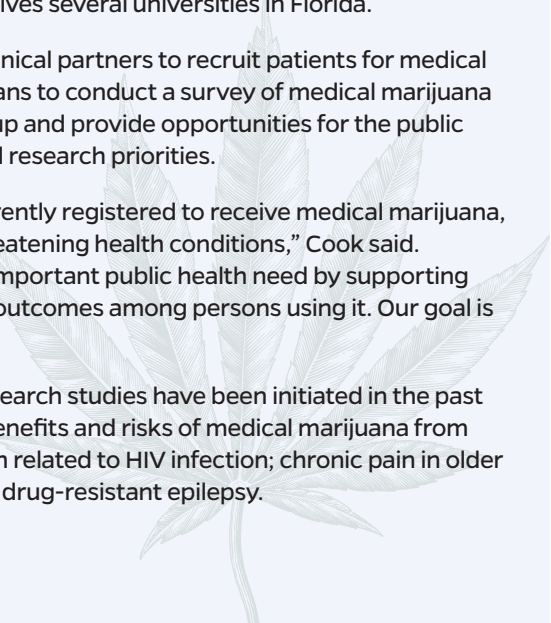 ives several universities in Florida.
nical partners to recruit patients for medical
ans to conduct a survey of medical marijuana
up and provide opportunities for the public
research priorities.
ently registered to receive medical marijuana,
eatening health conditions,” Cook said.
mportant public health need by supporting
outcomes among persons using it. Our goal is
earch studies have been initiated in the past
enefits and risks of medical marijuana from
n related to HIV infection; chronic pain in older
drug-resistant epilepsy.